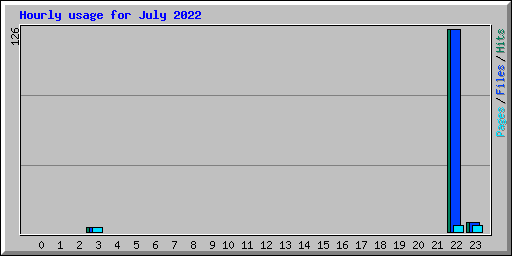 Hourly usage for July 2022
126
Pages/Files/Hits
0 1 2 3 4 5 6 7 8 9 10 11 12 13 14 15 16 17 18 19 20 21 22 23